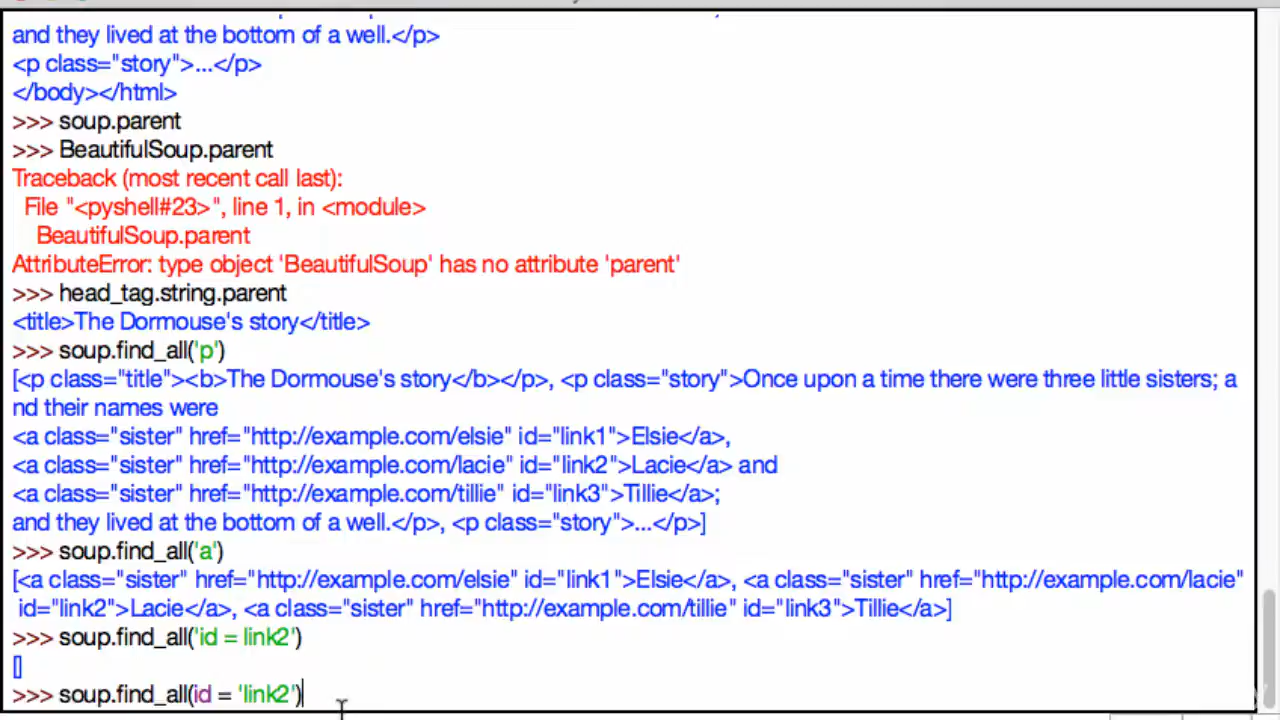 and they lived at the bottom of a well.</p>
<p class="story">...</p>
</body></html>
>>> soup.parent
>>> BeautifulSoup.parent
Traceback (most recent call last):
  File "<pyshell#23>", line 1, in <module>
    BeautifulSoup.parent
AttributeError: type object 'BeautifulSoup' has no attribute 'parent'
>>> head_tag.string.parent
<title>The Dormouse's story</title>
>>> soup.find_all('p')
[<p class="title"><b>The Dormouse's story</b></p>, <p class="story">Once upon a time there were three little sisters; a
nd their names were
<a class="sister" href="http://example.com/elsie" id="link1">Elsie</a>,
<a class="sister" href="http://example.com/lacie" id="link2">Lacie</a> and
<a class="sister" href="http://example.com/tillie" id="link3">Tillie</a>;
and they lived at the bottom of a well.</p>, <p class="story">...</p>]
>>> soup.find_all('a')
[<a class="sister" href="http://example.com/elsie" id="link1">Elsie</a>, <a class="sister" href="http://example.com/lacie"
 id="link2">Lacie</a>, <a class="sister" href="http://example.com/tillie" id="link3">Tillie</a>]
>>> soup.find_all('id = link2')
[]
>>> soup.find_all(id = 'link2')